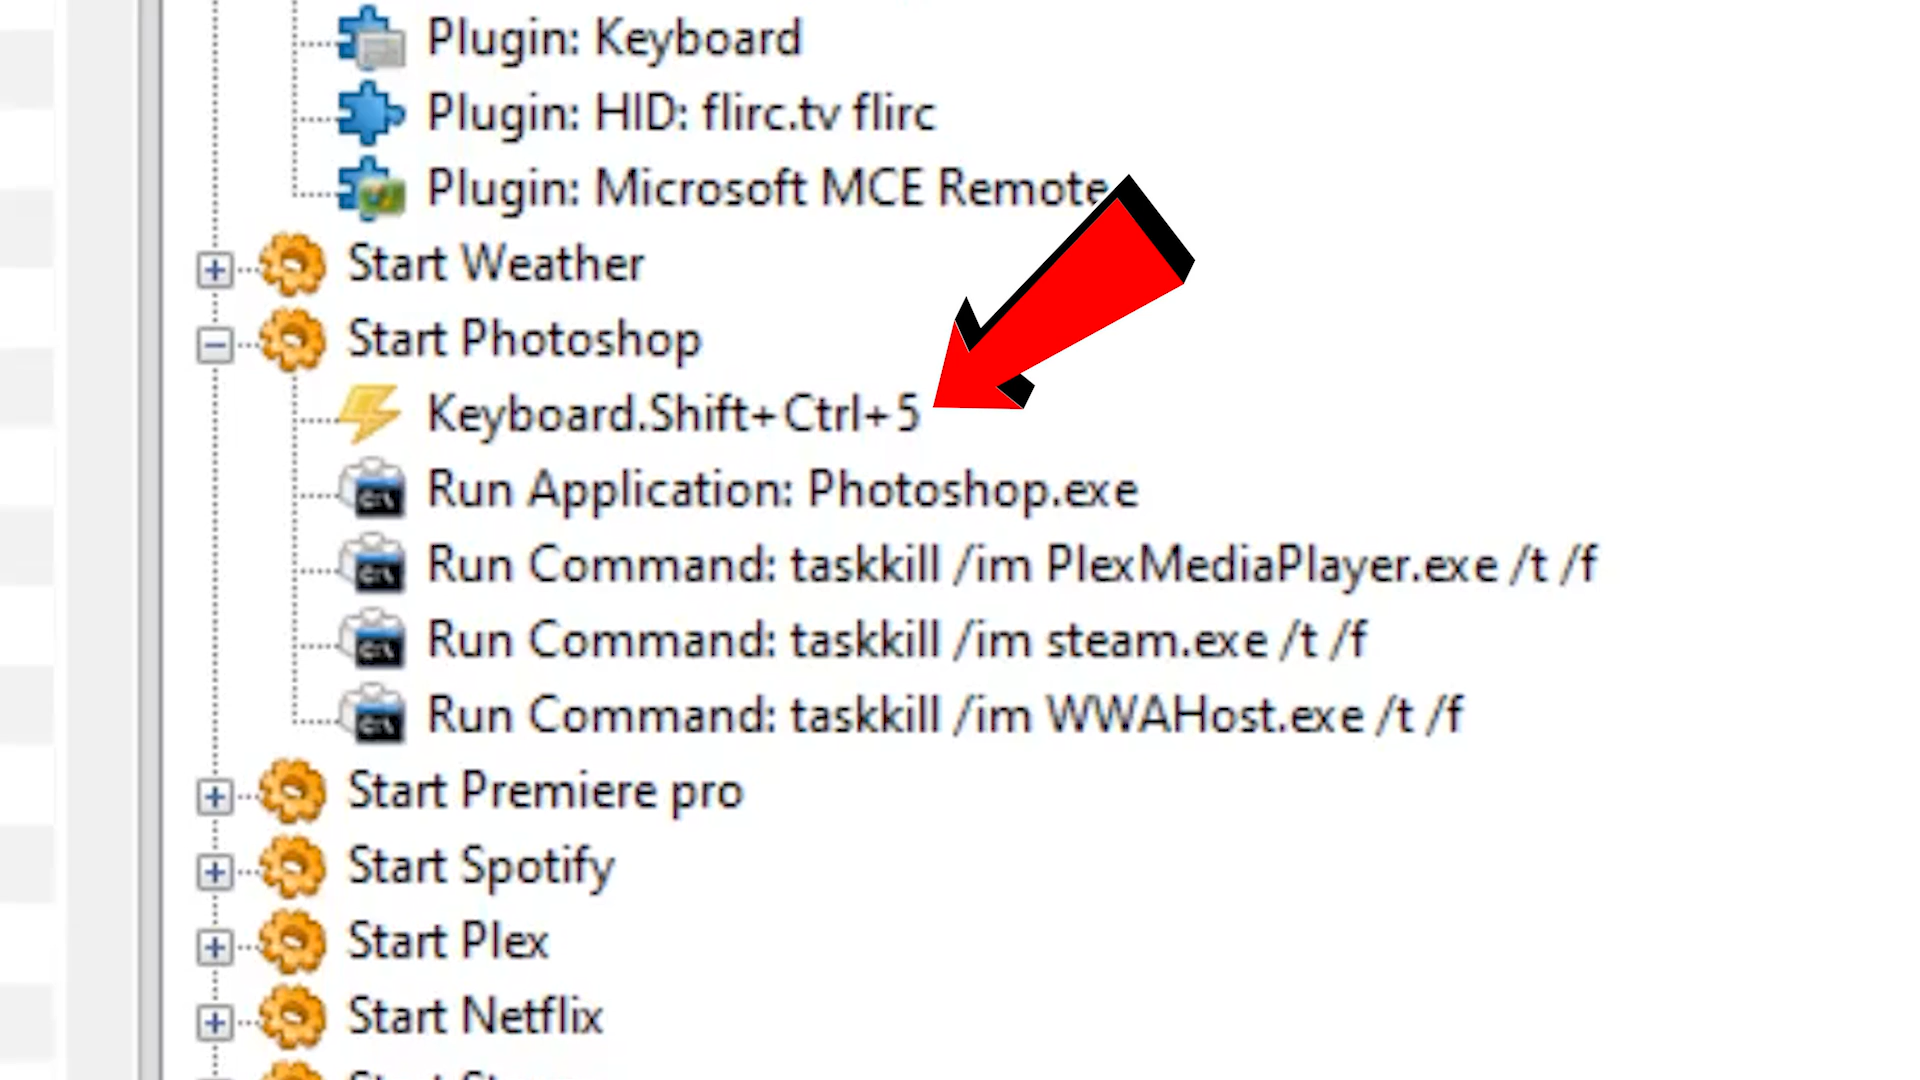 Plugin: Keyboard
Plugin: HID: flirc.tv flirc
Plugin: Microsoft MCE Remote
Start Weather
Start Photoshop
Keyboard.Shift+Ctrl+5
Run Application: Photoshop.exe
Run Command: taskkill /im PlexMediaPlayer.exe /t /f
Run Command: taskkill /im steam.exe /t /f
Run Command: taskkill /im WWAHost.exe /t /f
Start Premiere pro
Start Spotify
Start Plex
Start Netflix
Start